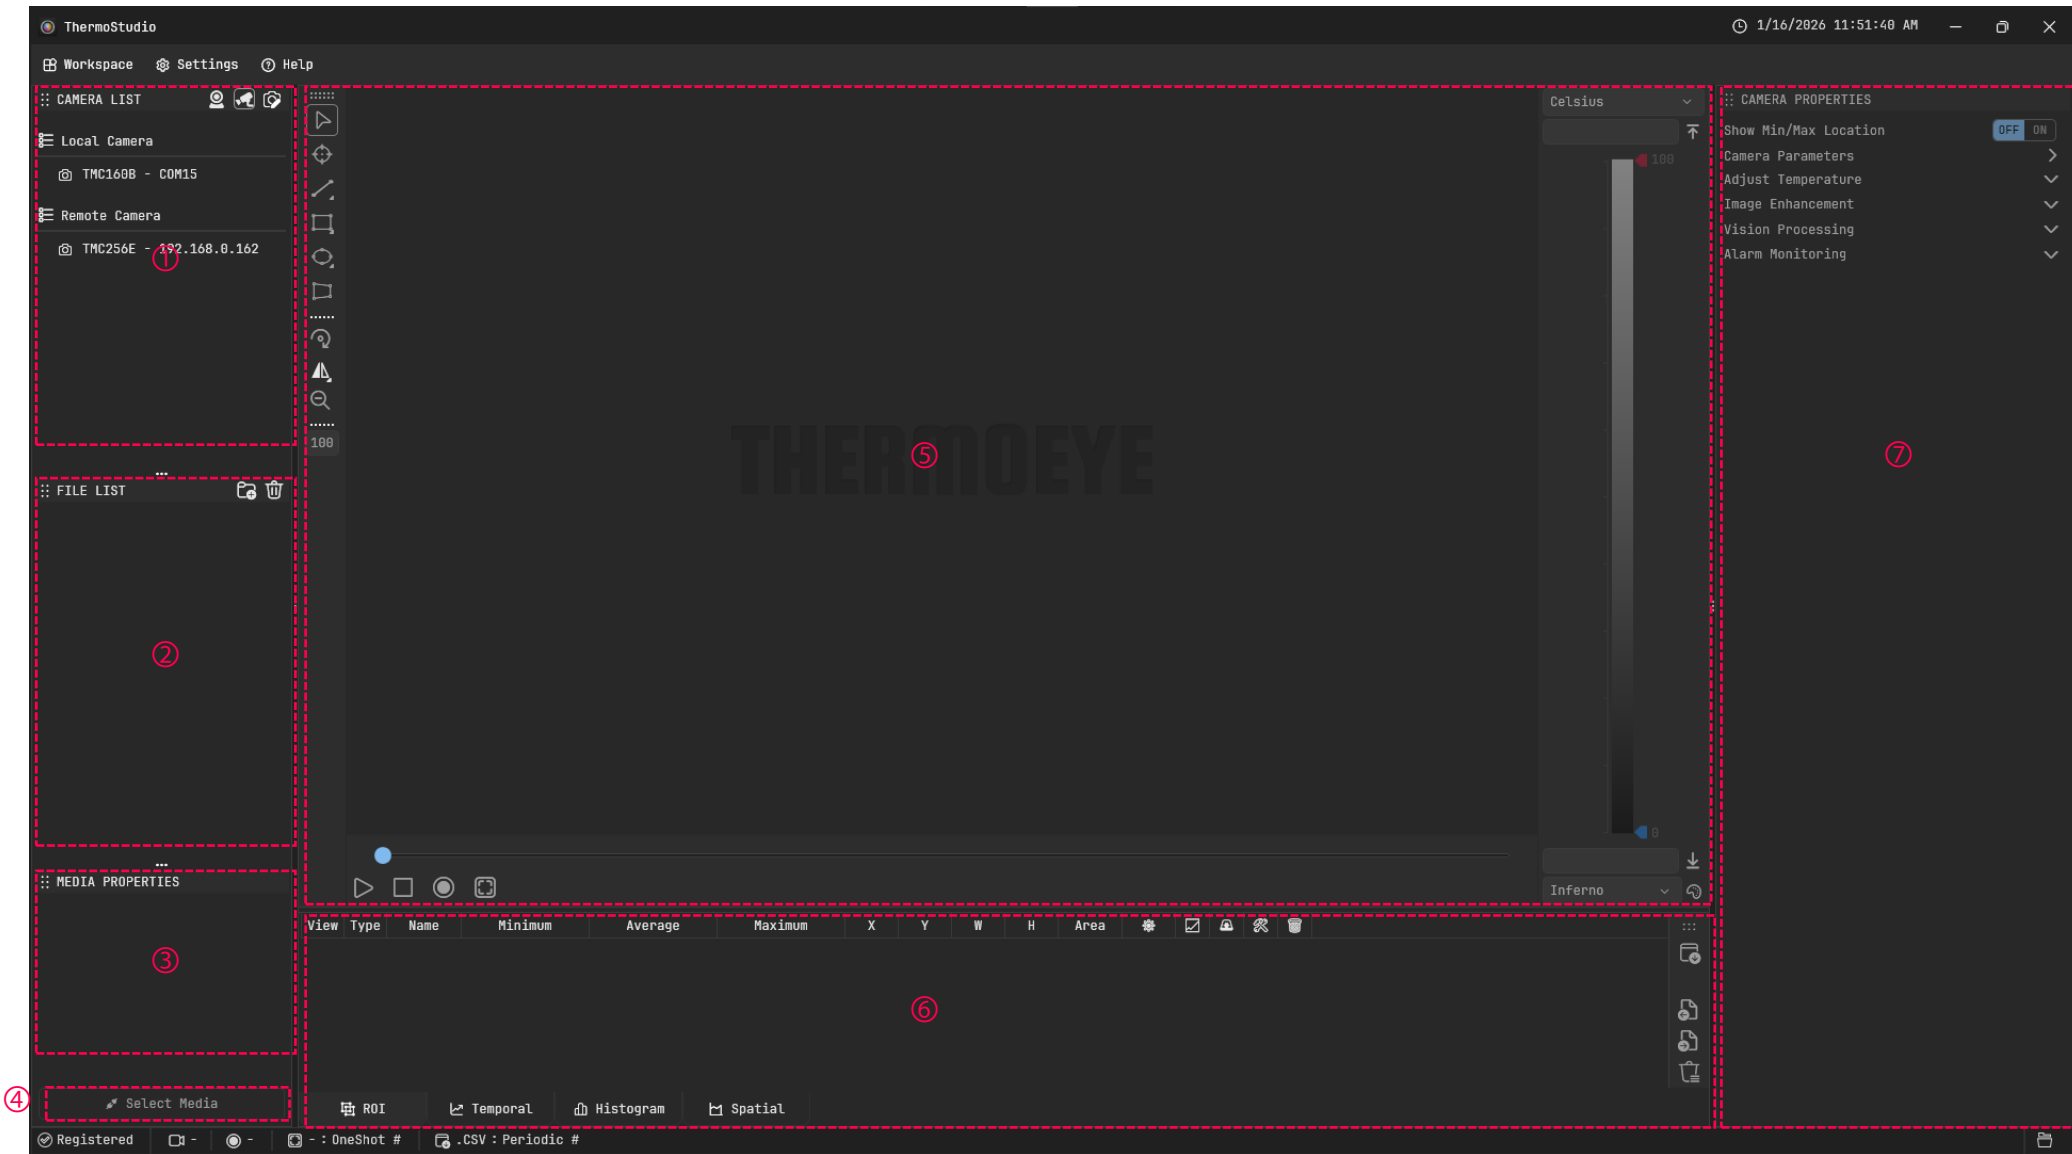 ThermoStudio
1/16/2026 11:51:40 AM
Workspace Settings Help
CAMERA LIST
Local Camera
TMC160B - COM15
Remote Camera
TMC256E - 192.168.0.162
①
FILE LIST
②
MEDIA PROPERTIES
③
④
Select Media
100
THERMOEYE
⑤
Celsius
100
0
Inferno
View Type Name Minimum Average Maximum X Y W H Area
⑥
ROI Temporal Histogram Spatial
CAMERA PROPERTIES
Show Min/Max Location OFF ON
Camera Parameters
Adjust Temperature
Image Enhancement
Vision Processing
Alarm Monitoring
⑦
Registered - - - : OneShot # .CSV : Periodic #